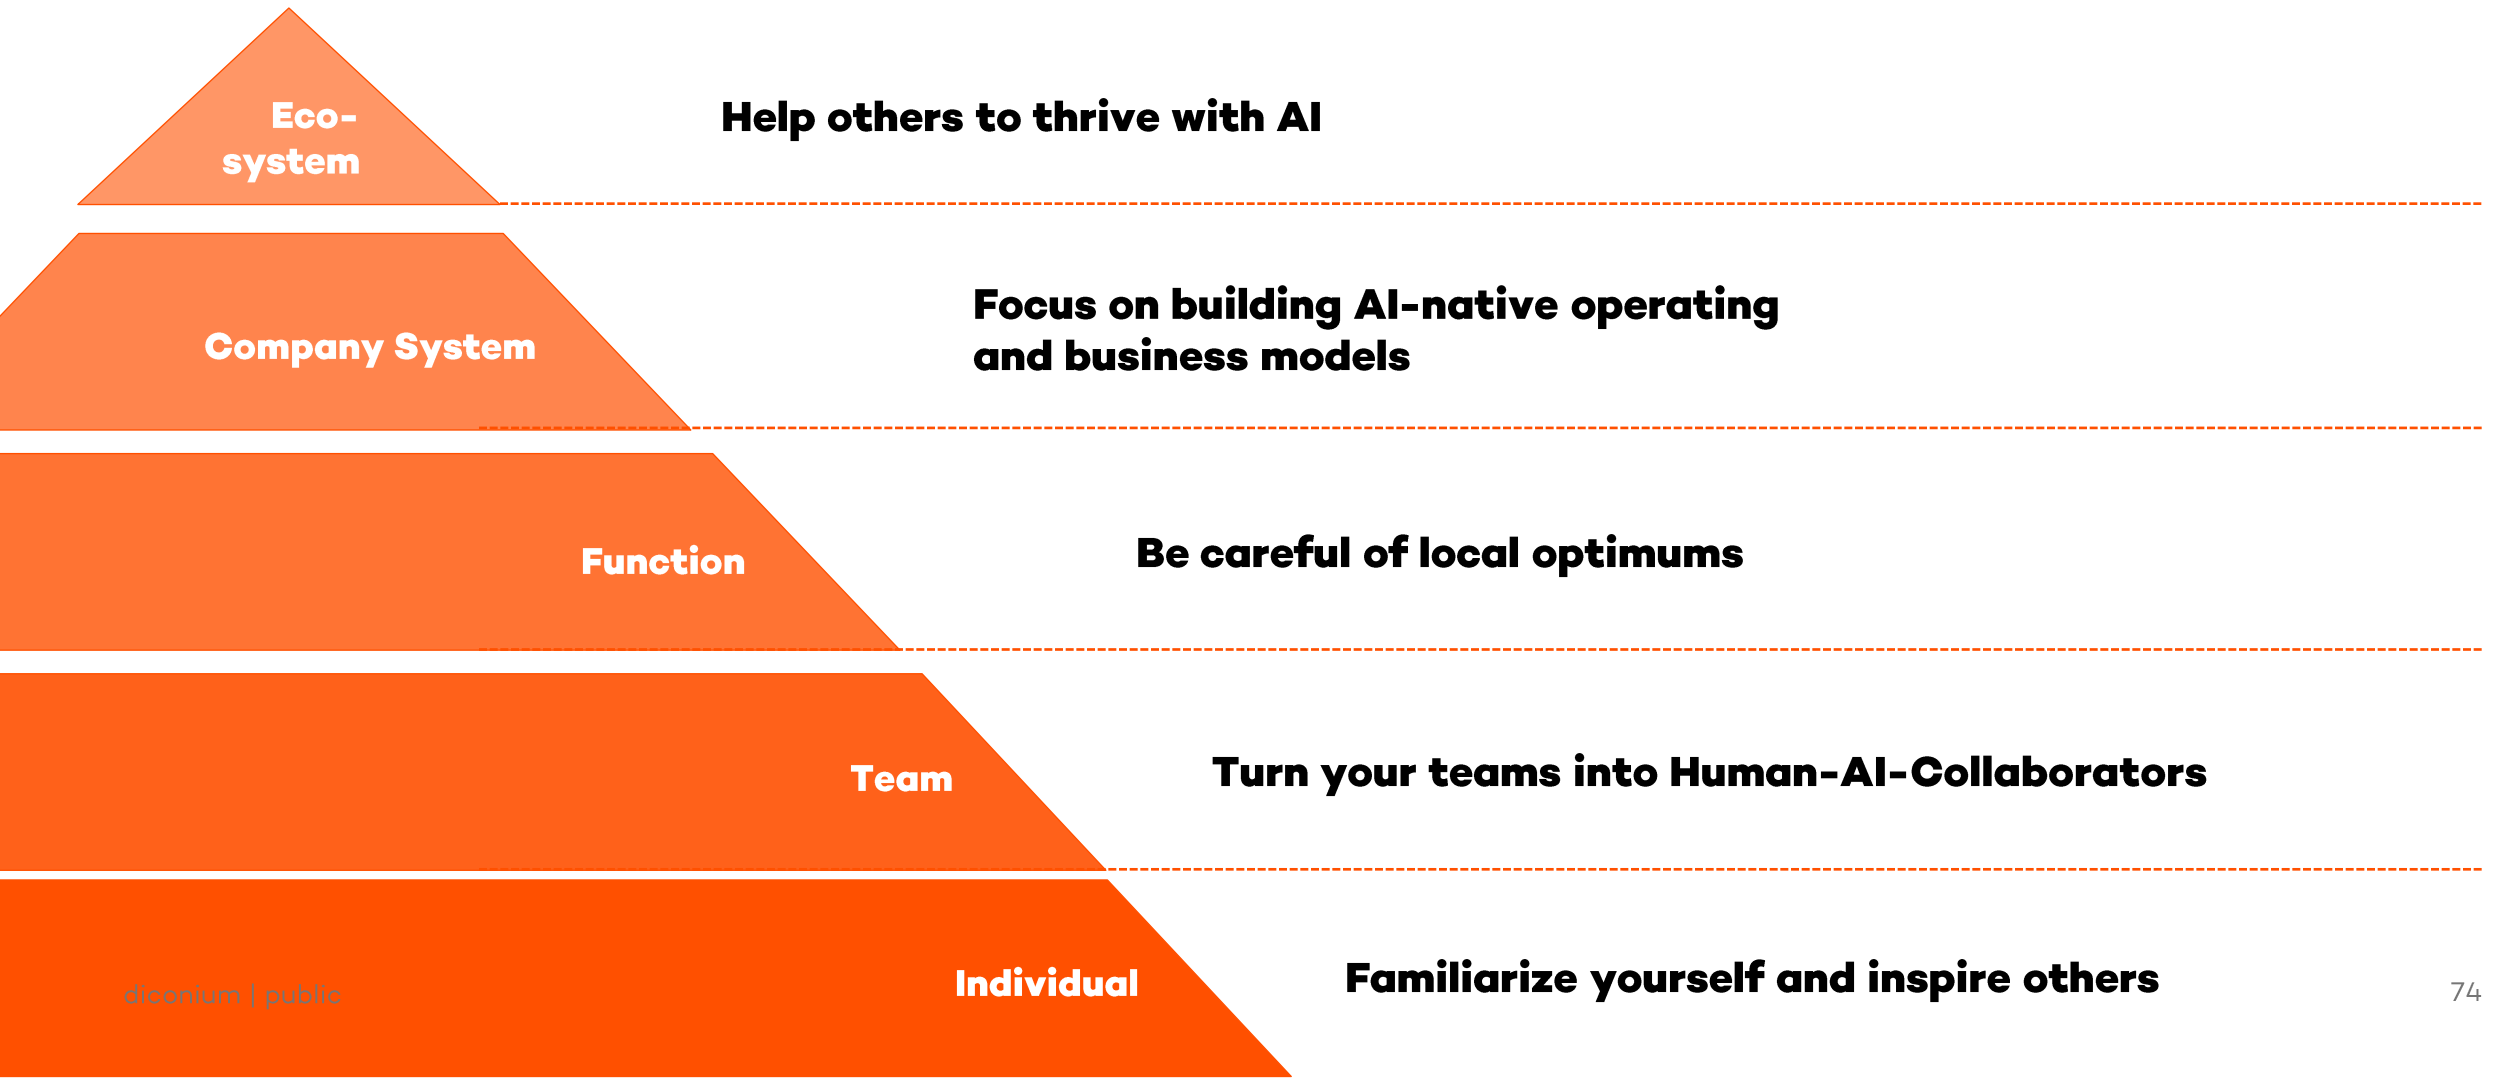 Eco-
system
Help others to thrive with AI
Company System
Focus on building AI-native operating
and business models
Function
Be careful of local optimums
Team
Turn your teams into Human-AI-Collaborators
Individual
Familiarize yourself and inspire others
diconium | public
74